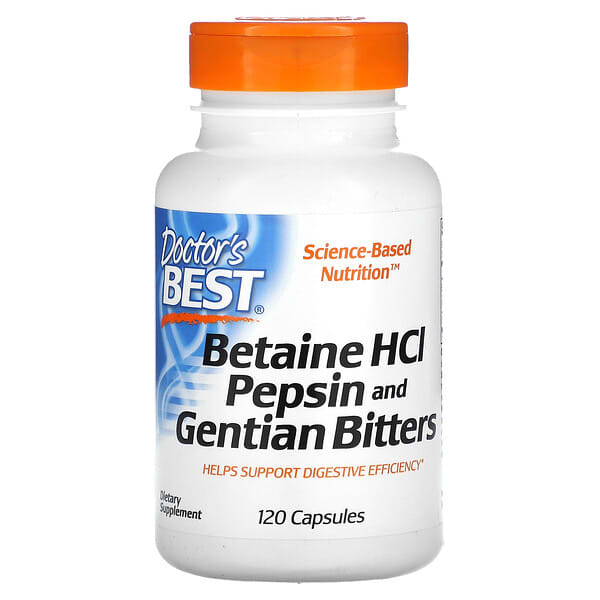 Doctor's
BEST®
Science-Based
Nutrition™
Betaine HCl
Pepsin and
Gentian Bitters
HELPS SUPPORT DIGESTIVE EFFICIENCY*
Dietary
Supplement
120 Capsules